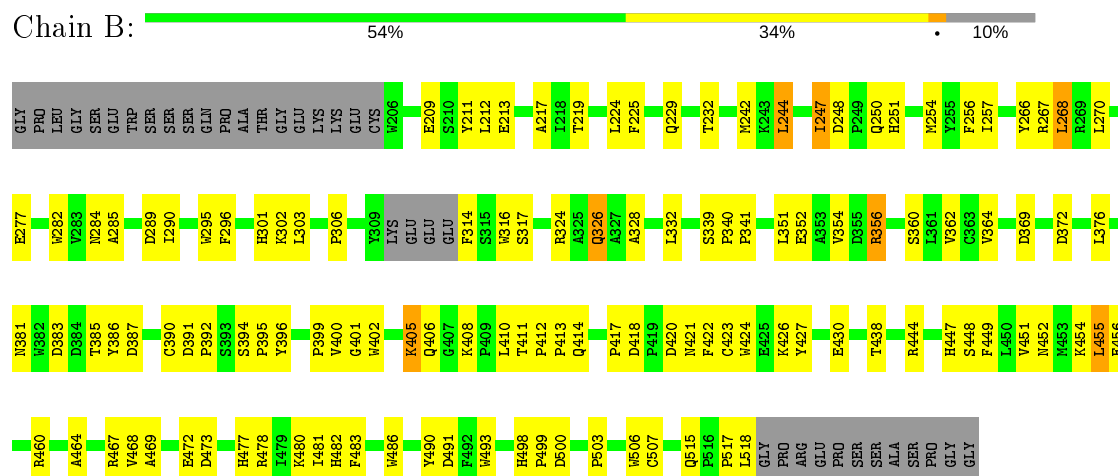 Chain B:
54% 34% • 10%
GLY PRO LEU GLY SER GLU TRP SER SER SER GLN PRO ALA THR GLY GLU LYS LYS GLU CYS W206 E209 S210 Y211 L212 E213 A217 I218 T219 L224 F225 Q229 T232 M242 K243 L244 I247 D248 P249 Q250 H251 M254 Y255 F256 I257 Y266 R267 L268 R269 L270
E277 W282 V283 N284 A285 D289 I290 W295 F296 H301 K302 L303 P306 Y309 LYS GLU GLU GLU F314 S315 W316 S317 R324 A325 Q326 A327 A328 L332 S339 P340 P341 L351 E352 A353 V354 D355 R356 S360 L361 V362 C363 V364 D369 D372 L376
N381 W382 D383 D384 T385 Y386 D387 C390 D391 P392 S393 S394 P395 Y396 P399 V400 G401 W402 K405 Q406 G407 K408 P409 L410 T411 P412 P413 Q414 P417 D418 P419 D420 N421 F422 C423 W424 E425 K426 Y427 E430 T438 R444 H447 S448 F449 L450 V451 N452 M453 K454 L455 E456
R460 A464 R467 V468 A469 E472 D473 H477 R478 I479 K480 I481 H482 F483 W486 Y490 D491 F492 W493 H498 P499 D500 P503 W506 C507 Q515 P516 P517 L518 GLY PRO ARG GLU PRO SER SER ALA SER PRO GLY GLY